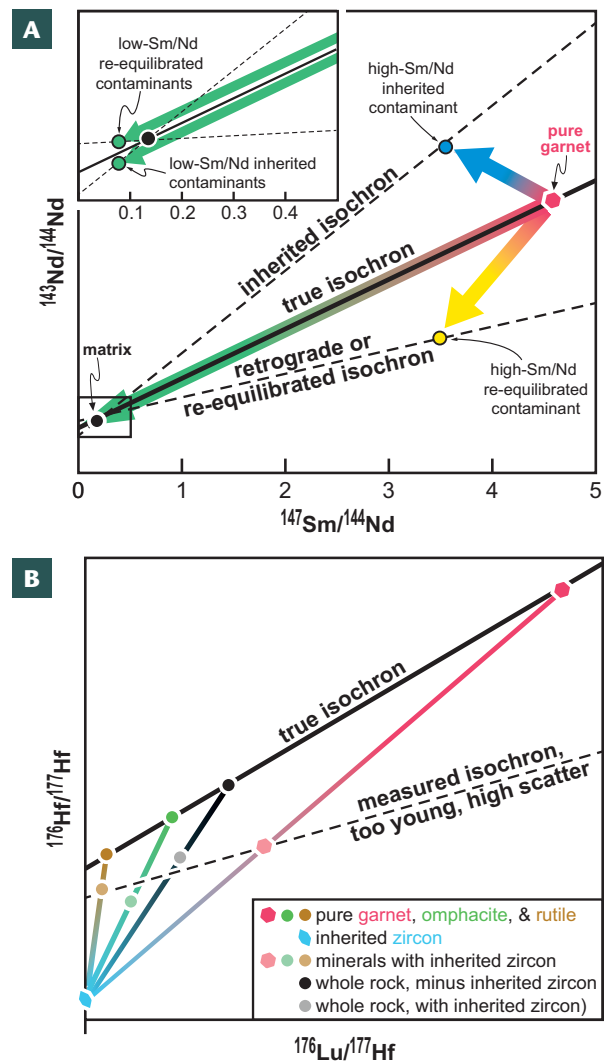 A
low-Sm/Nd
re-equilibrated
contaminants
low-Sm/Nd inherited
contaminants
0.1 0.2 0.3 0.4
high-Sm/Nd
inherited
contaminant
pure
garnet
inherited isochron
true isochron
retrograde or
re-equilibrated isochron
matrix
high-Sm/Nd
re-equilibrated
contaminant
¹⁴³Nd/¹⁴⁴Nd
0 1 2 3 4 5
¹⁴⁷Sm/¹⁴⁴Nd
B
true isochron
measured isochron,
too young, high scatter
¹⁷⁶Hf/¹⁷⁷Hf
pure garnet, omphacite, & rutile
inherited zircon
minerals with inherited zircon
whole rock, minus inherited zircon
whole rock, with inherited zircon)
¹⁷⁶Lu/¹⁷⁷Hf